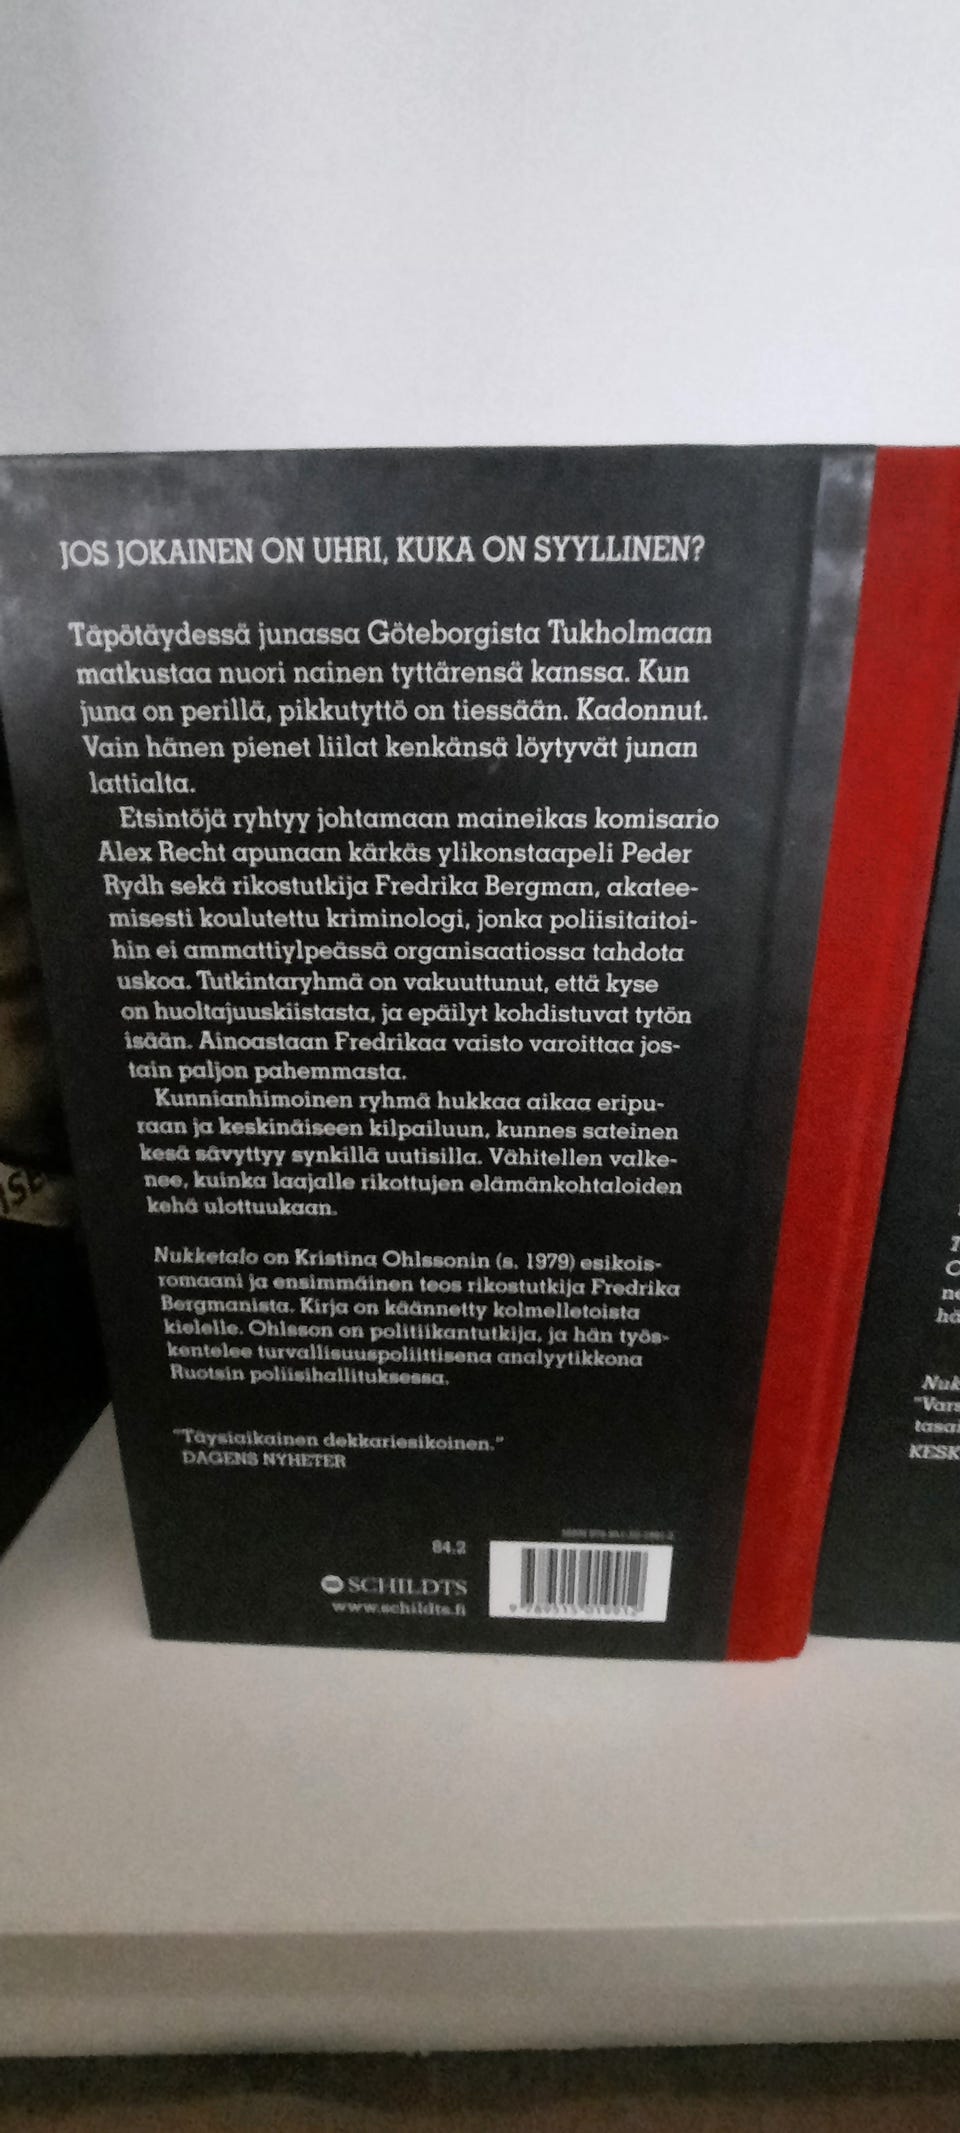 JOS JOKAINEN ON UHRI, KUKA ON SYYLLINEN?
Täpötäydessä junassa Göteborgista Tukholmaan
matkustaa nuori nainen tyttärensä kanssa. Kun
juna on perillä, pikkutyttö on tiessään. Kadonnut.
Vain hänen pienet liilat kenkänsä löytyvät junan
lattialta.
Etsintöjä ryhtyy johtamaan maineikas komisario
Alex Recht apunaan kärkäs ylikonstaapeli Peder
Rydh sekä rikostutkija Fredrika Bergman, akatee-
misesti koulutettu kriminologi, jonka poliisitaitoi-
hin ei ammattiylpeässä organisaatiossa tahdota
uskoa. Tutkintaryhmä on vakuuttunut, että kyse
on huoltajuuskiistasta, ja epäilyt kohdistuvat tytön
isään. Ainoastaan Fredrikaa vaisto varoittaa jos-
tain paljon pahemmasta.
Kunnianhimoinen ryhmä hukkaa aikaa eripu-
raan ja keskinäiseen kilpailuun, kunnes sateinen
kesä sävyttyy synkillä uutisilla. Vähitellen valke-
nee, kuinka laajalle rikottujen elämänkohtaloiden
kehä ulottuukaan.
Nukketalo on Kristina Ohlssonin (s. 1979) esikois-
romaani ja ensimmäinen teos rikostutkija Fredrika
Bergmanista. Kirja on käännetty kolmelletoista
kielelle. Ohlsson on politiikantutkija, ja hän työs-
kentelee turvallisuuspoliittisena analyytikkona
Ruotsin poliisihallituksessa.
"Täysiaikainen dekkariesikoinen."
DAGENS NYHETER
84.2
SCHILDTS
www.schildts.fi
Nuk
"Vars
tasai
KESK